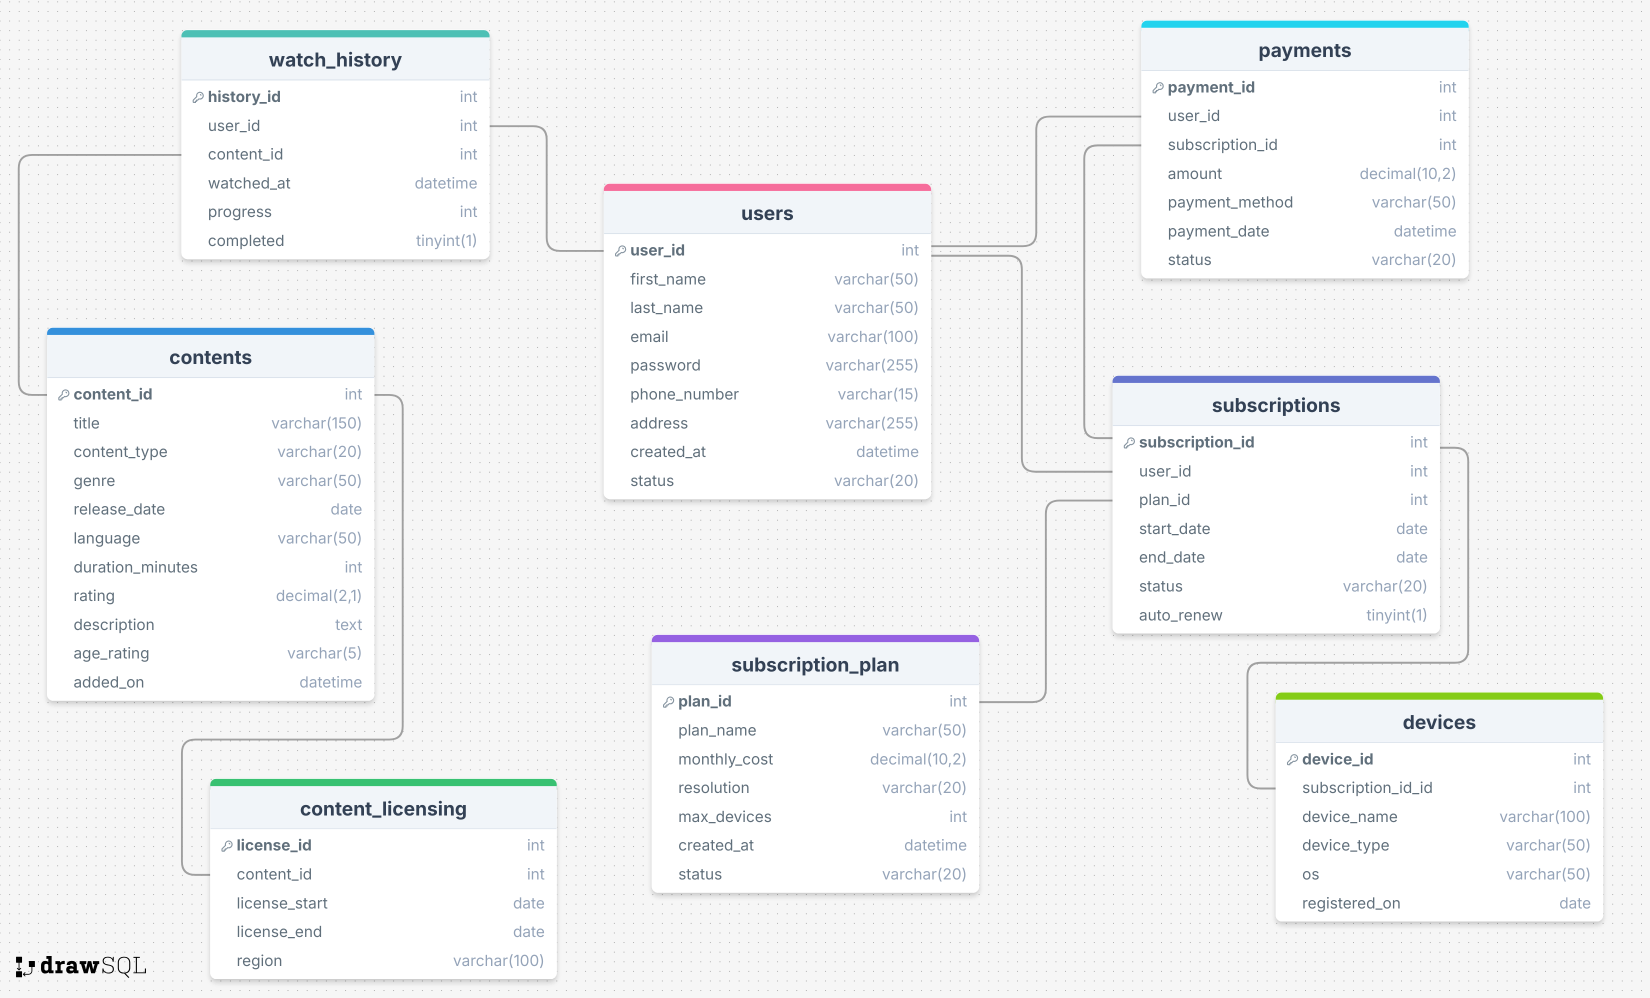 watch_history
history_id int
user_id int
content_id int
watched_at datetime
progress int
completed tinyint(1)
payments
payment_id int
user_id int
subscription_id int
amount decimal(10,2)
payment_method varchar(50)
payment_date datetime
status varchar(20)
users
user_id int
first_name varchar(50)
last_name varchar(50)
email varchar(100)
password varchar(255)
phone_number varchar(15)
address varchar(255)
created_at datetime
status varchar(20)
contents
content_id int
title varchar(150)
content_type varchar(20)
genre varchar(50)
release_date date
language varchar(50)
duration_minutes int
rating decimal(2,1)
description text
age_rating varchar(5)
added_on datetime
subscriptions
subscription_id int
user_id int
plan_id int
start_date date
end_date date
status varchar(20)
auto_renew tinyint(1)
subscription_plan
plan_id int
plan_name varchar(50)
monthly_cost decimal(10,2)
resolution varchar(20)
max_devices int
created_at datetime
status varchar(20)
devices
device_id int
subscription_id_id int
device_name varchar(100)
device_type varchar(50)
os varchar(50)
registered_on date
content_licensing
license_id int
content_id int
license_start date
license_end date
region varchar(100)
drawSQL